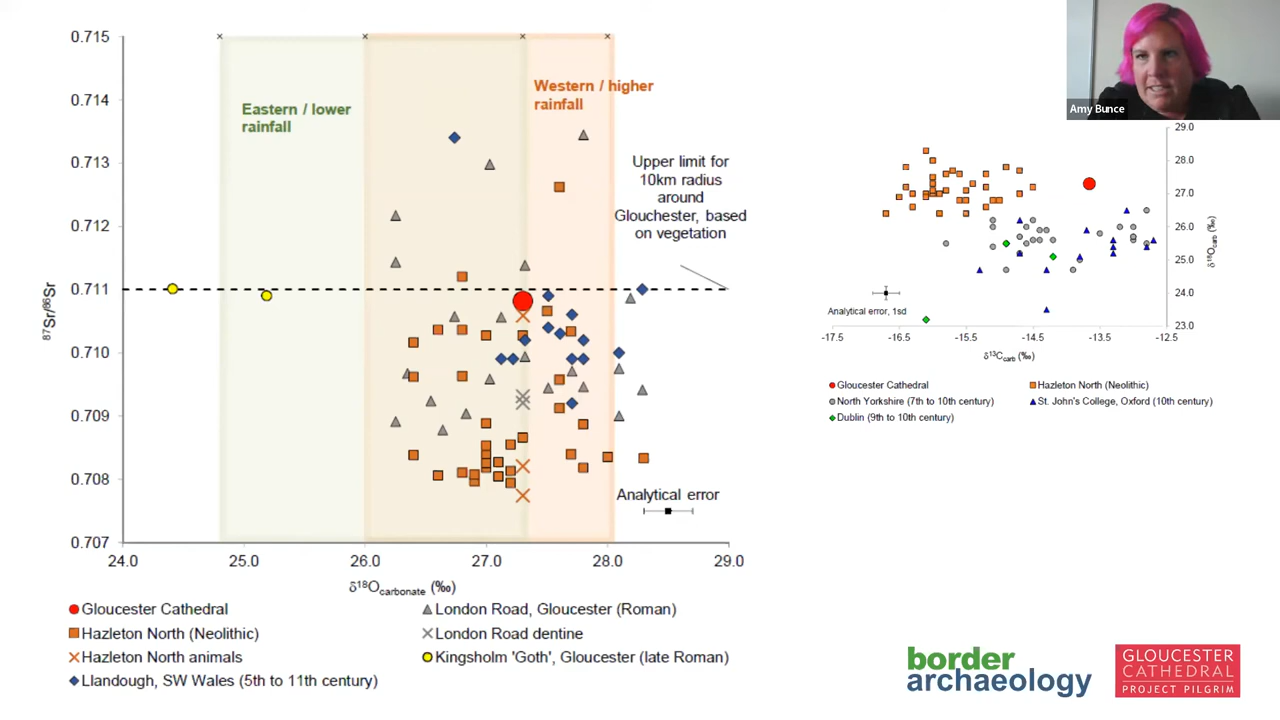 0.715
0.714
0.713
0.712
0.711
0.710
0.709
0.708
0.707
⁸⁷Sr/⁸⁶Sr
24.0 25.0 26.0 27.0 28.0 29.0
δ¹⁸Ocarbonate (‰)
Eastern / lower
rainfall
Western / higher
rainfall
Upper limit for
10km radius
around
Glouchester, based
on vegetation
Analytical error
Gloucester Cathedral
London Road, Gloucester (Roman)
Hazleton North (Neolithic)
London Road dentine
Hazleton North animals
Kingsholm 'Goth', Gloucester (late Roman)
Llandough, SW Wales (5th to 11th century)
Amy Bunce
29.0
28.0
27.0
26.0
25.0
24.0
23.0
δ¹⁸Ocarb (‰)
Analytical error, 1sd
-17.5 -16.5 -15.5 -14.5 -13.5 -12.5
δ¹³Ccarb (‰)
Gloucester Cathedral
Hazleton North (Neolithic)
North Yorkshire (7th to 10th century)
St. John's College, Oxford (10th century)
Dublin (9th to 10th century)
border
archaeology
GLOUCESTER
CATHEDRAL
PROJECT PILGRIM